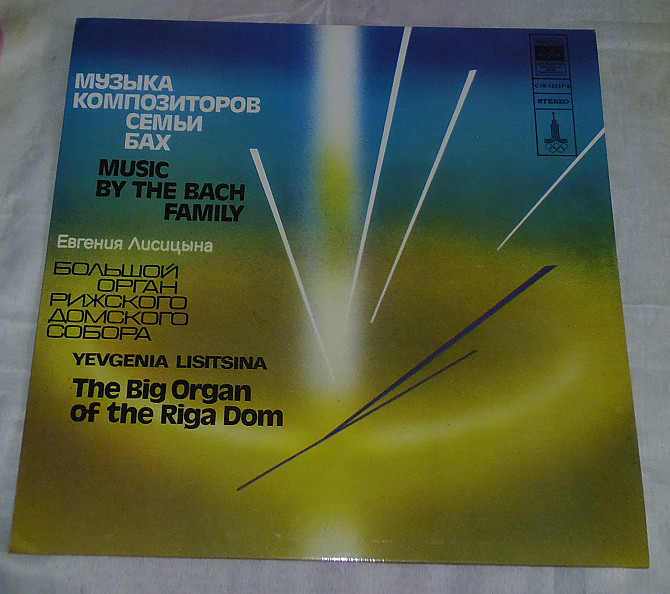 МУЗЫКА
КОМПОЗИТОРОВ
СЕМЬИ
БАХ
MUSIC
BY THE BACH
FAMILY
Евгения Лисицына
БОЛЬШОЙ
ОРГАН
РИЖСКОГО
ДОМСКОГО
СОБОРА
YEVGENIA LISITSINA
The Big Organ
of the Riga Dom
STEREO